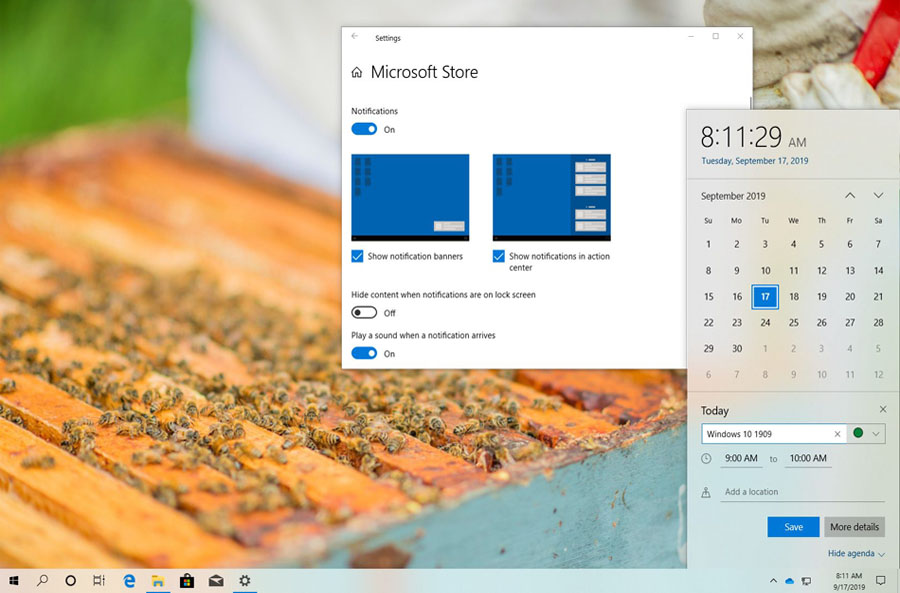 Settings
Microsoft Store
Notifications
On
Show notification banners
Show notifications in action
center
Hide content when notifications are on lock screen
Off
Play a sound when a notification arrives
On
8:11:29 AM
Tuesday, September 17, 2019
September 2019
Su Mo Tu We Th Fr Sa
1 2 3 4 5 6 7
8 9 10 11 12 13 14
15 16 17 18 19 20 21
22 23 24 25 26 27 28
29 30 1 2 3 4 5
6 7 8 9 10 11 12
Today
Windows 10 1909
9:00 AM to 10:00 AM
Add a location
Save More details
Hide agenda
8:11 AM
9/17/2019